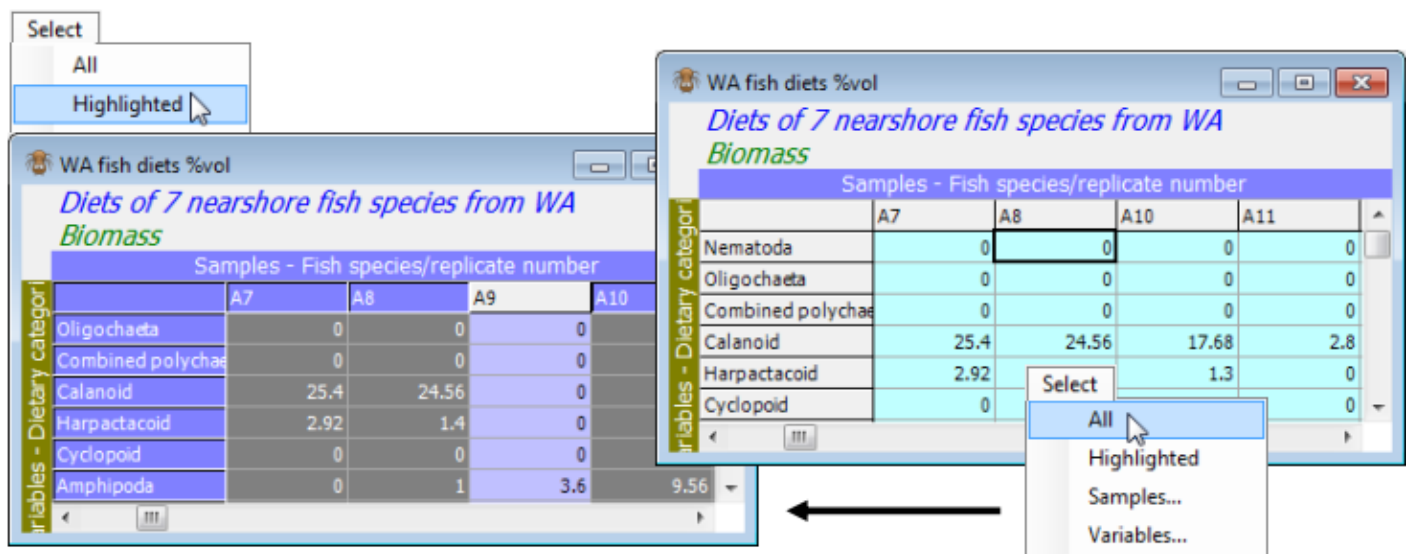 Select
All
Highlighted
WA fish diets %vol
Diets of 7 nearshore fish species from WA
Biomass
Samples - Fish species/replicate number
A7 A8 A9 A10
riables - Dietary categori
Oligochaeta 0 0 0
Combined polychae 0 0 0
Calanoid 25.4 24.56 0
Harpactacoid 2.92 1.4 0
Cyclopoid 0 0 0
Amphipoda 0 1 3.6 9.56
WA fish diets %vol
Diets of 7 nearshore fish species from WA
Biomass
Samples - Fish species/replicate number
A7 A8 A10 A11
riables - Dietary categori
Nematoda 0 0 0 0
Oligochaeta 0 0 0 0
Combined polychae 0 0 0 0
Calanoid 25.4 24.56 17.68 2.8
Harpactacoid 2.92 1.3 0
Cyclopoid 0 0
Select
All
Highlighted
Samples...
Variables...